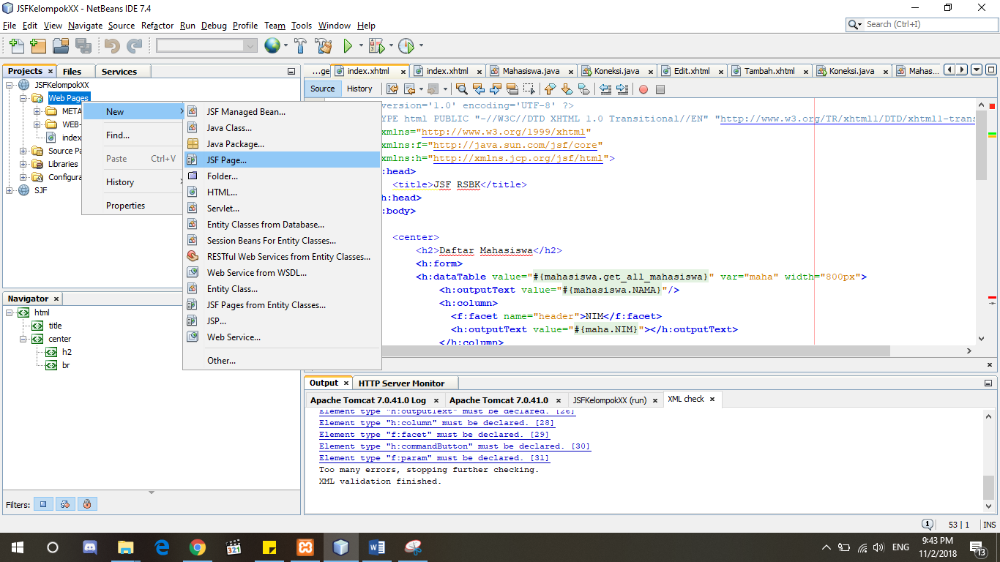 JSFKelompokXX - NetBeans IDE 7.4
File Edit View Navigate Source Refactor Run Debug Profile Team Tools Window Help
Search (Ctrl+I)
Projects Files Services
JSFKelompokXX
Web Pages
META
WEB-
index
Source Pa
Libraries
Configura
SJF
New
Find...
Paste Ctrl+V
History
Properties
JSF Managed Bean...
Java Class...
Java Package...
JSF Page...
Folder...
HTML...
Servlet...
Entity Classes from Database...
Session Beans For Entity Classes...
RESTful Web Services from Entity Classes...
Web Service from WSDL...
Entity Class...
JSF Pages from Entity Classes...
JSP...
Web Service...
Other...
...ge index.xhtml index.xhtml Mahasiswa.java Koneksi.java Edit.xhtml Tambah.xhtml Koneksi.java Mahas...
Source History
version='1.0' encoding='UTF-8' ?>
YPE html PUBLIC "-//W3C//DTD XHTML 1.0 Transitional//EN" "http://www.w3.org/TR/xhtml1/DTD/xhtml1-trans
xmlns="http://www.w3.org/1999/xhtml"
xmlns:f="http://java.sun.com/jsf/core"
xmlns:h="http://xmlns.jcp.org/jsf/html">
:head>
<title>JSF RSBK</title>
h:head>
:body>
<center>
<h2>Daftar Mahasiswa</h2>
<h:form>
<h:dataTable value="#{mahasiswa.get_all_mahasiswa}" var="maha" width="800px">
<h:outputText value="#{mahasiswa.NAMA}"/>
<h:column>
<f:facet name="header">NIM</f:facet>
<h:outputText value="#{maha.NIM}"></h:outputText>
</h:column>
Navigator
html
title
center
h2
br
Filters:
Output HTTP Server Monitor
Apache Tomcat 7.0.41.0 Log Apache Tomcat 7.0.41.0 JSFKelompokXX (run) XML check
Element type "h:outputText" must be declared. [26]
Element type "h:column" must be declared. [28]
Element type "f:facet" must be declared. [29]
Element type "h:commandButton" must be declared. [30]
Element type "f:param" must be declared. [31]
Too many errors, stopping further checking.
XML validation finished.
1 53 | 1 INS
321
ENG
9:43 PM
11/2/2018
13